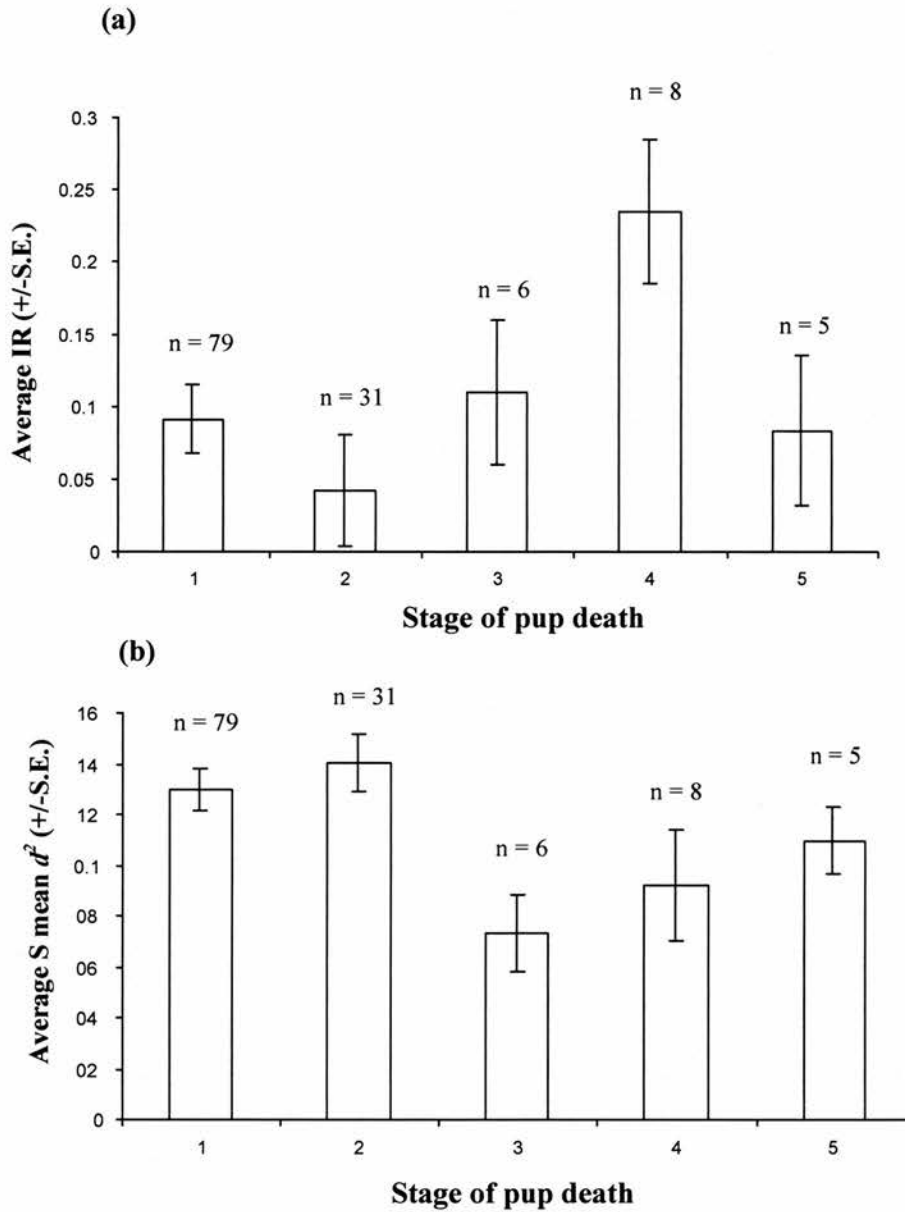 (a)
n = 8
0.3
0.25
0.2
0.15
0.1
0.05
0
n = 79
n = 31
n = 6
n = 5
Average IR (+/-S.E.)
1 2 3 4 5
Stage of pup death
(b)
16
14
12
0.1
08
06
04
02
0
n = 79
n = 31
n = 6
n = 8
n = 5
Average S mean d² (+/-S.E.)
1 2 3 4 5
Stage of pup death